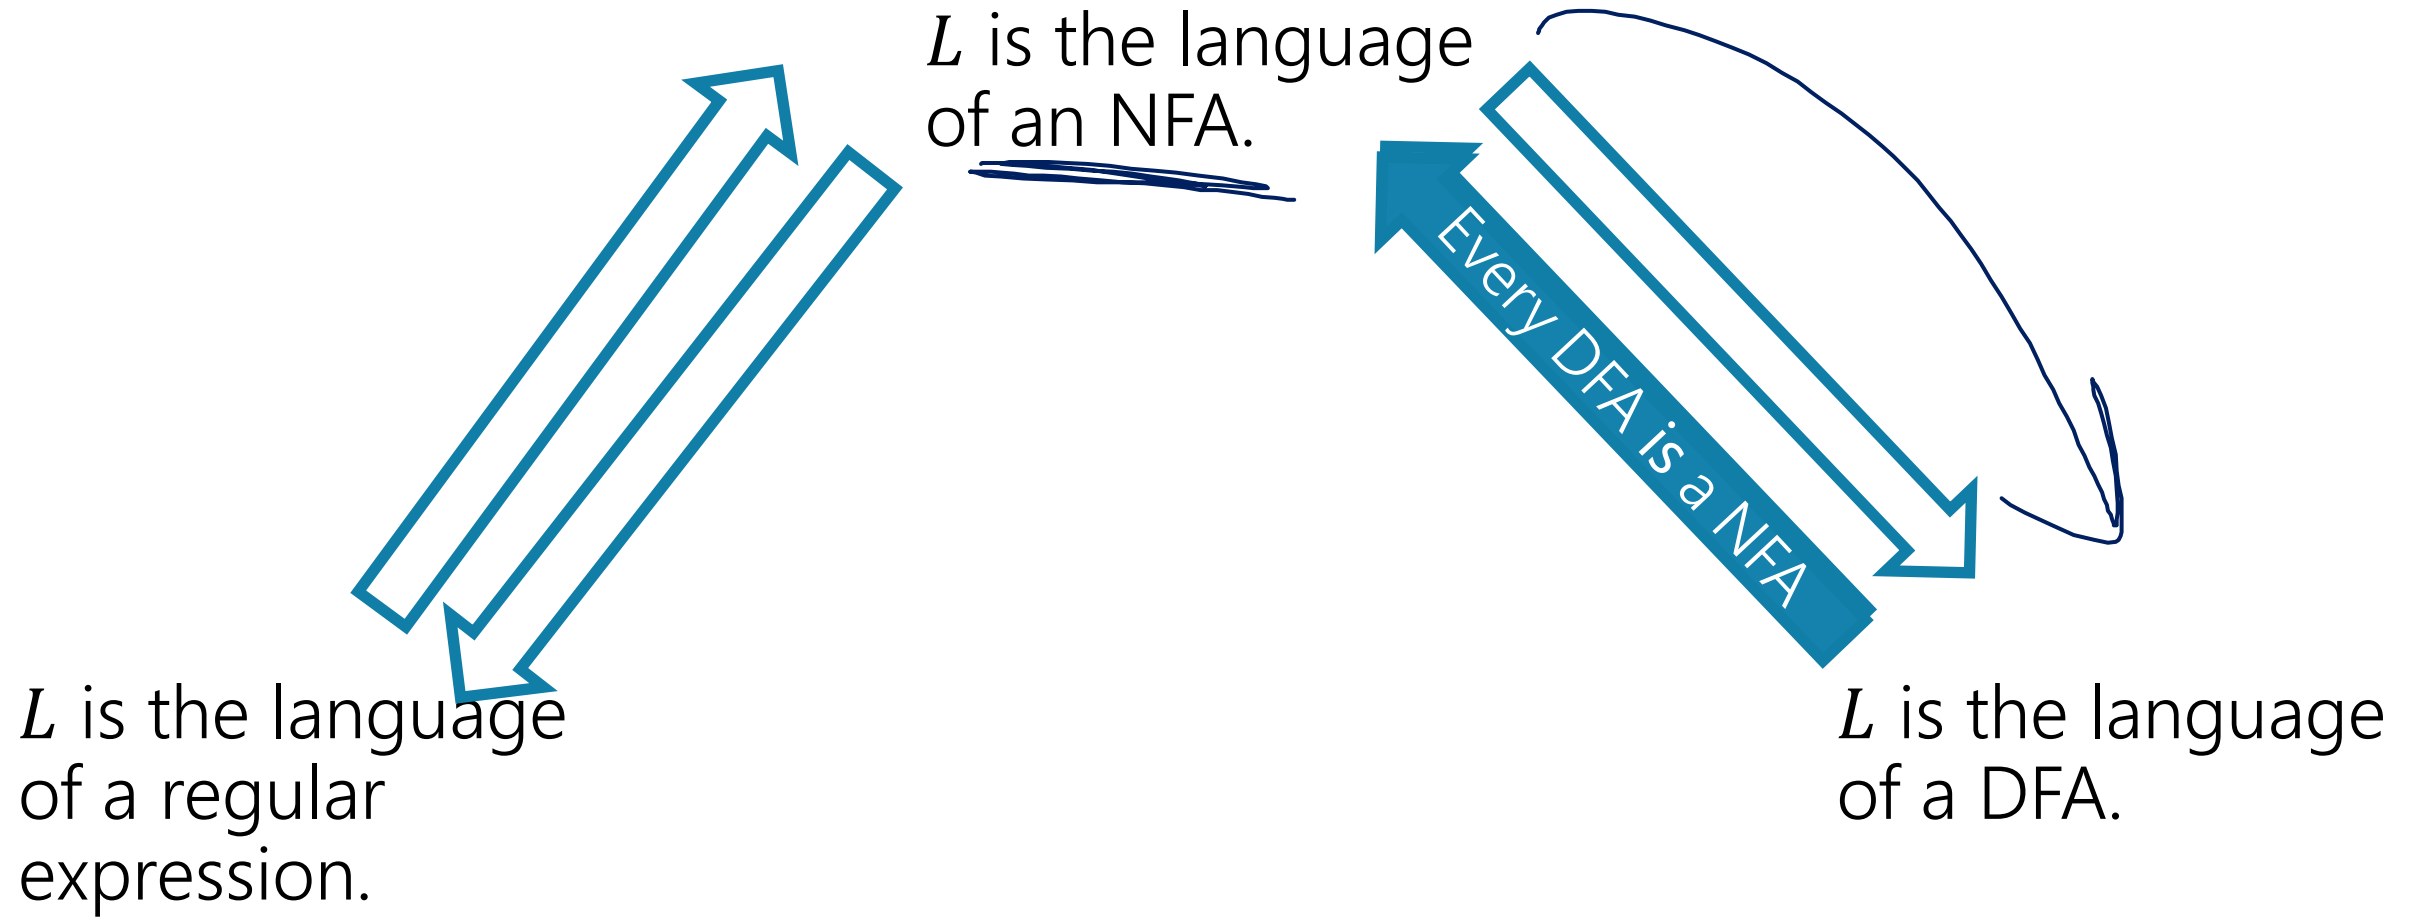 L is the language
of an NFA.
Every DFA is a NFA
L is the language
of a regular
expression.
L is the language
of a DFA.